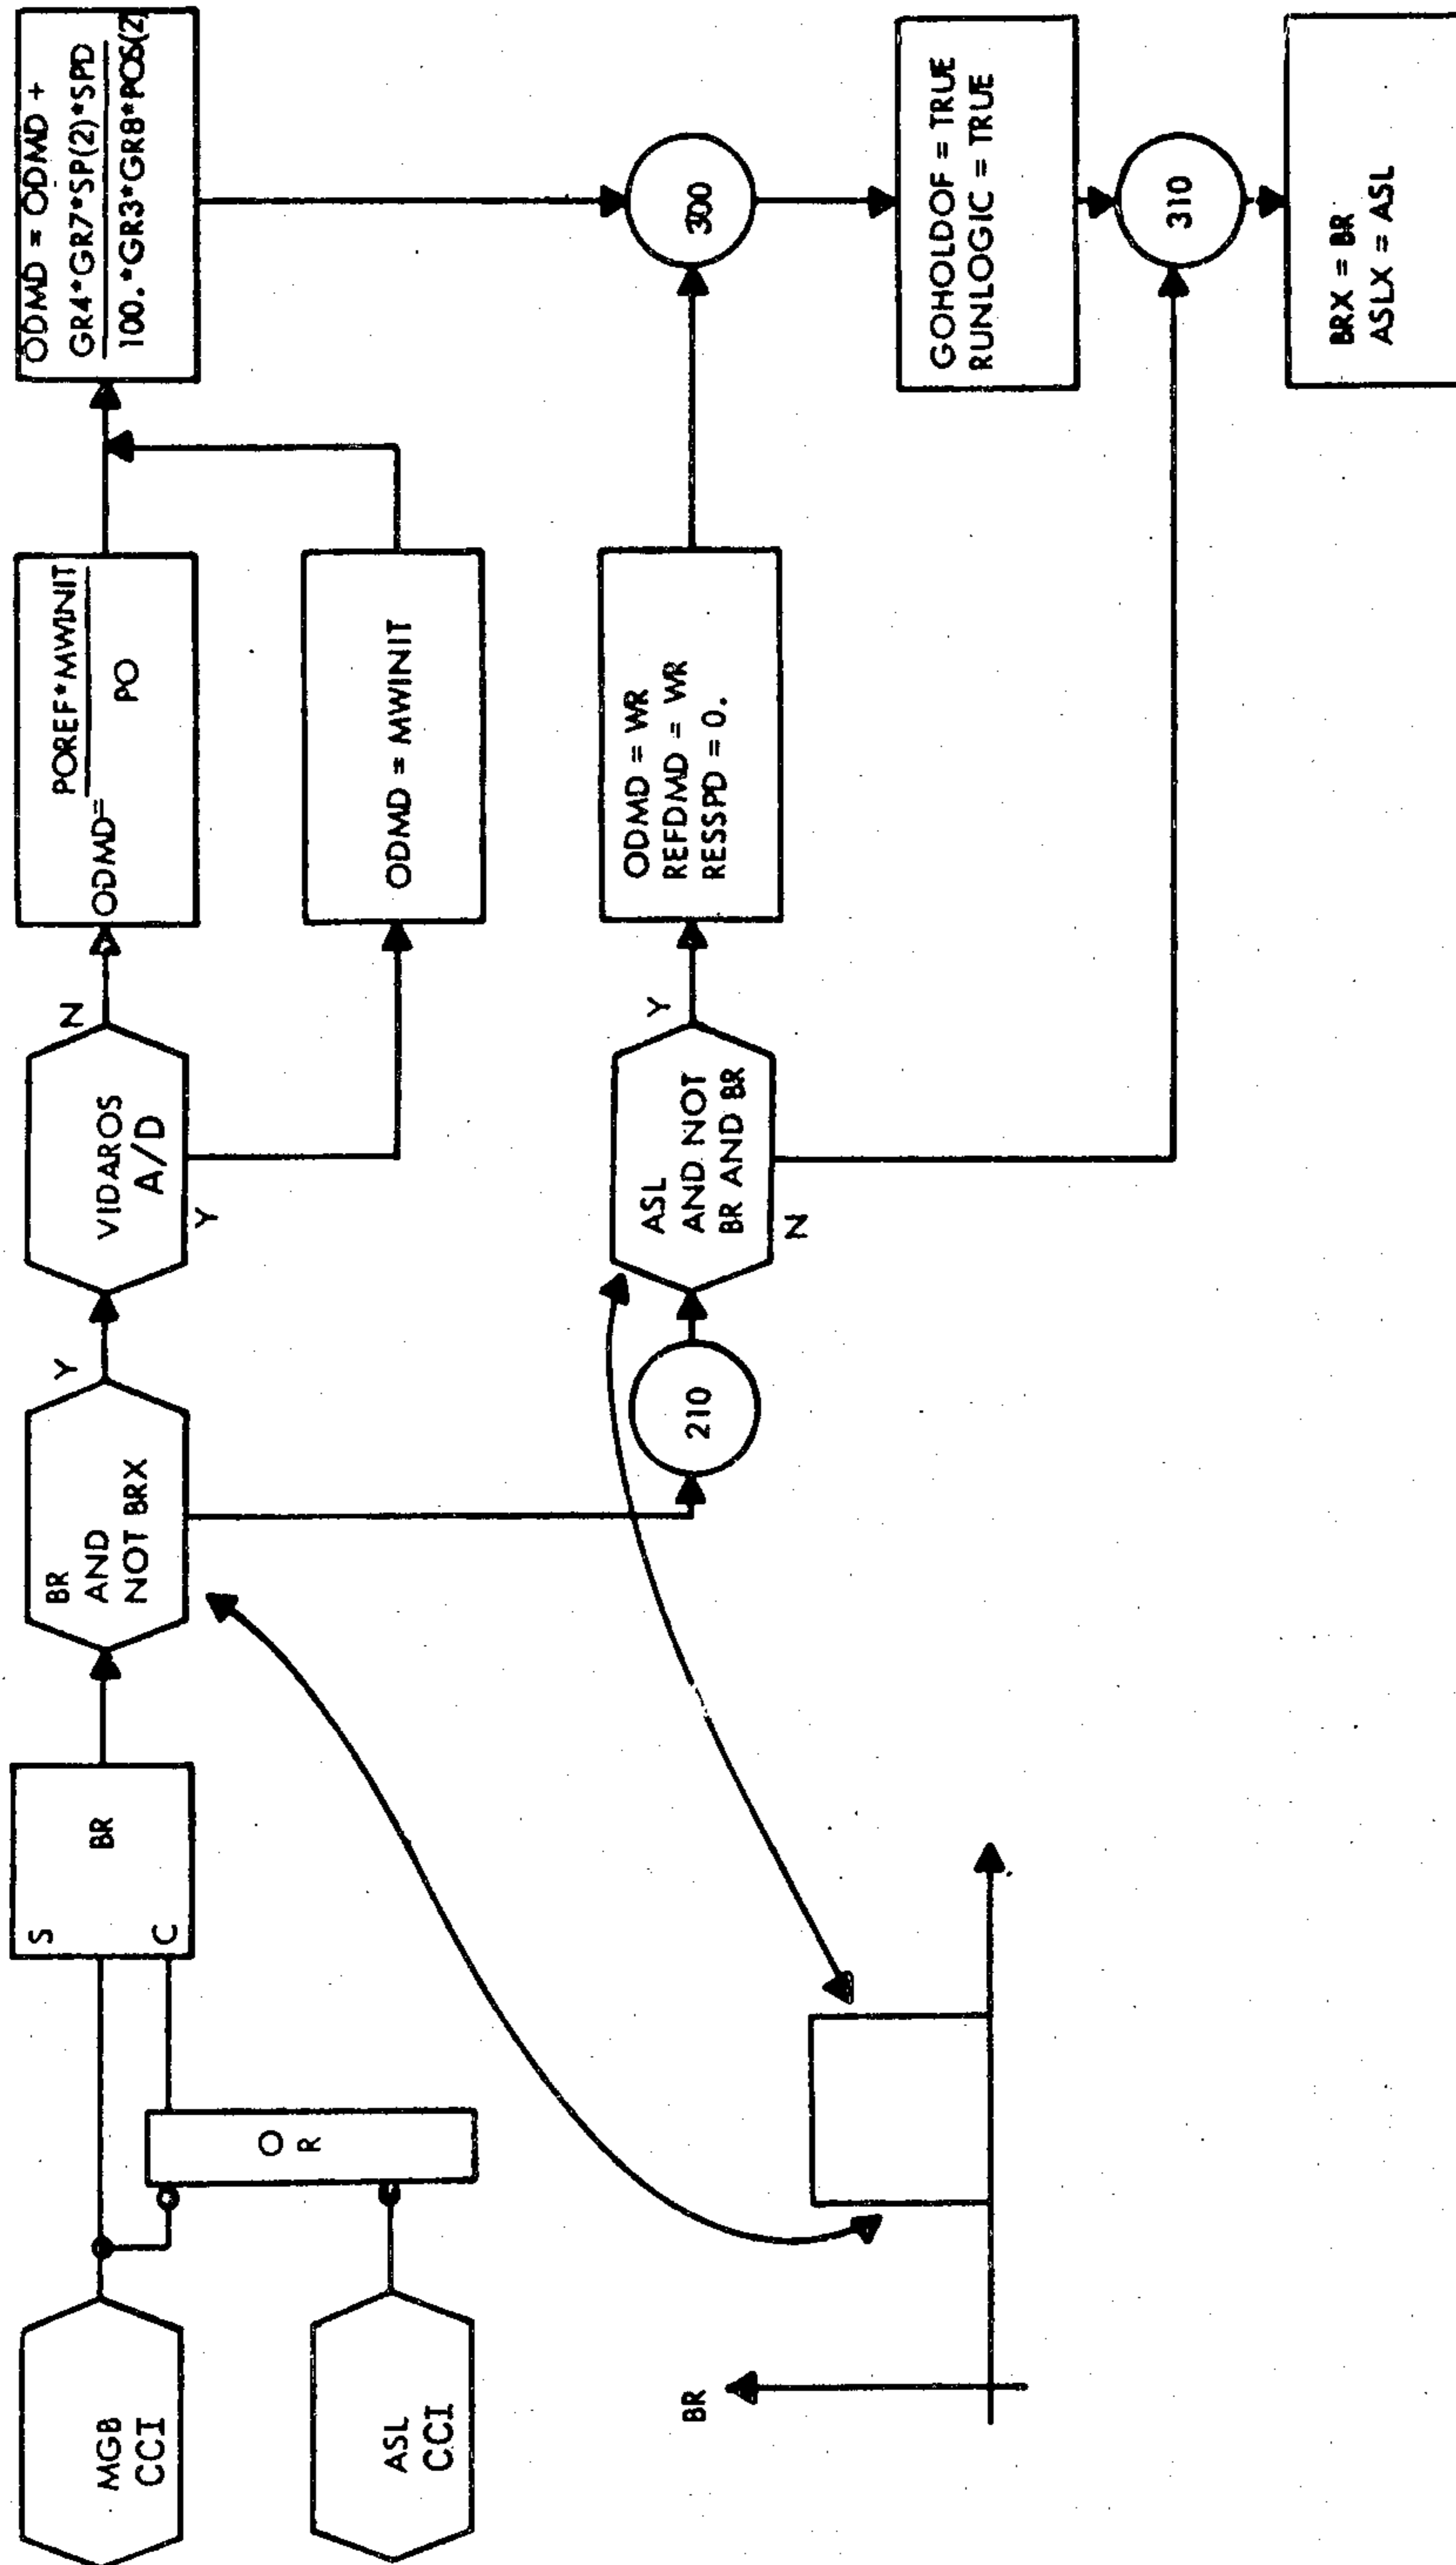 MGB
CCI
ASL
CCI
O
R
S
C
BR
BR
AND
NOT BRX
Y
VIDAROS
A/D
N
Y
ODMD=
POREF*MWINIT
PO
ODMD = MWINIT
ODMD = ODMD +
GR4*GR7*SP(2)*SPD
100.*GR3*GR8*POS(2)
210
ASL
AND NOT
BR AND BR
Y
N
ODMD = WR
REFDMD = WR
RESSPD = 0.
300
GOHOLDOF = TRUE
RUNLOGIC = TRUE
310
BRX = BR
ASLX = ASL
BR